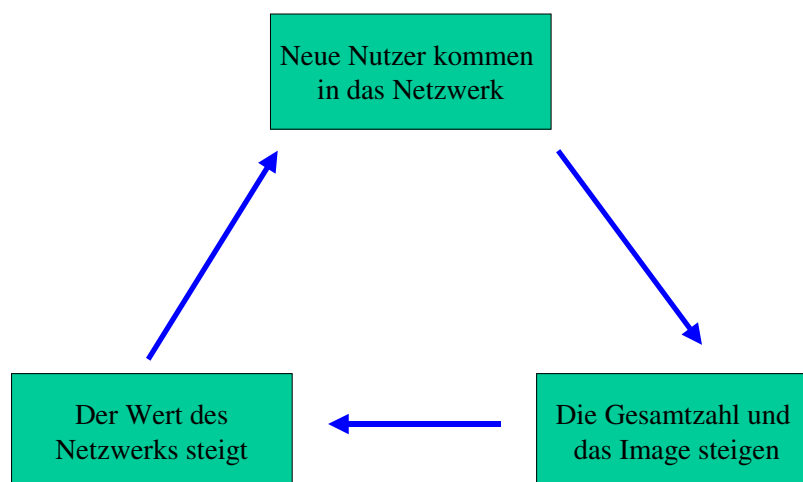 Neue Nutzer kommen
in das Netzwerk
Der Wert des
Netzwerks steigt
Die Gesamtzahl und
das Image steigen